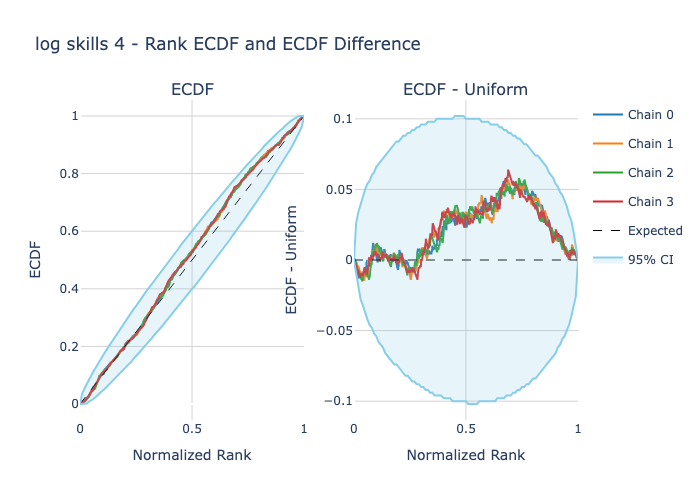 log skills 4 - Rank ECDF and ECDF Difference
ECDF
ECDF - Uniform
ECDF
1
0.8
0.6
0.4
0.2
0
0
0.5
1
Normalized Rank
ECDF - Uniform
0.1
0.05
0
−0.05
−0.1
0
0.5
1
Normalized Rank
Chain 0
Chain 1
Chain 2
Chain 3
Expected
95% CI